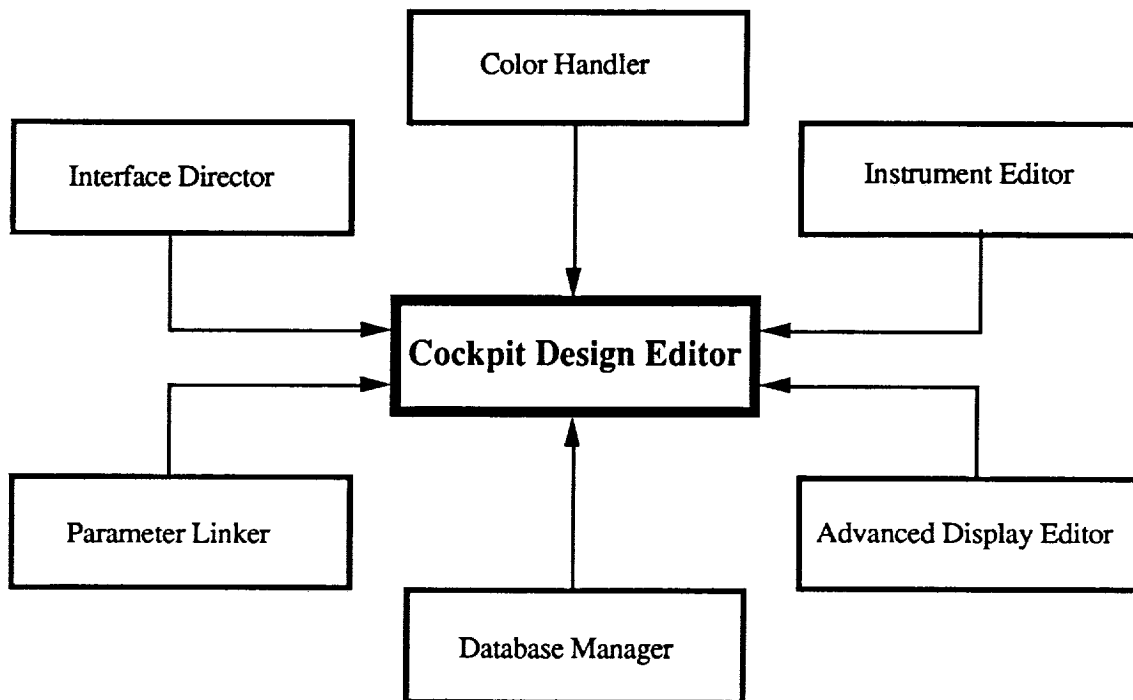 Color Handler
Interface Director
Instrument Editor
Cockpit Design Editor
Parameter Linker
Advanced Display Editor
Database Manager